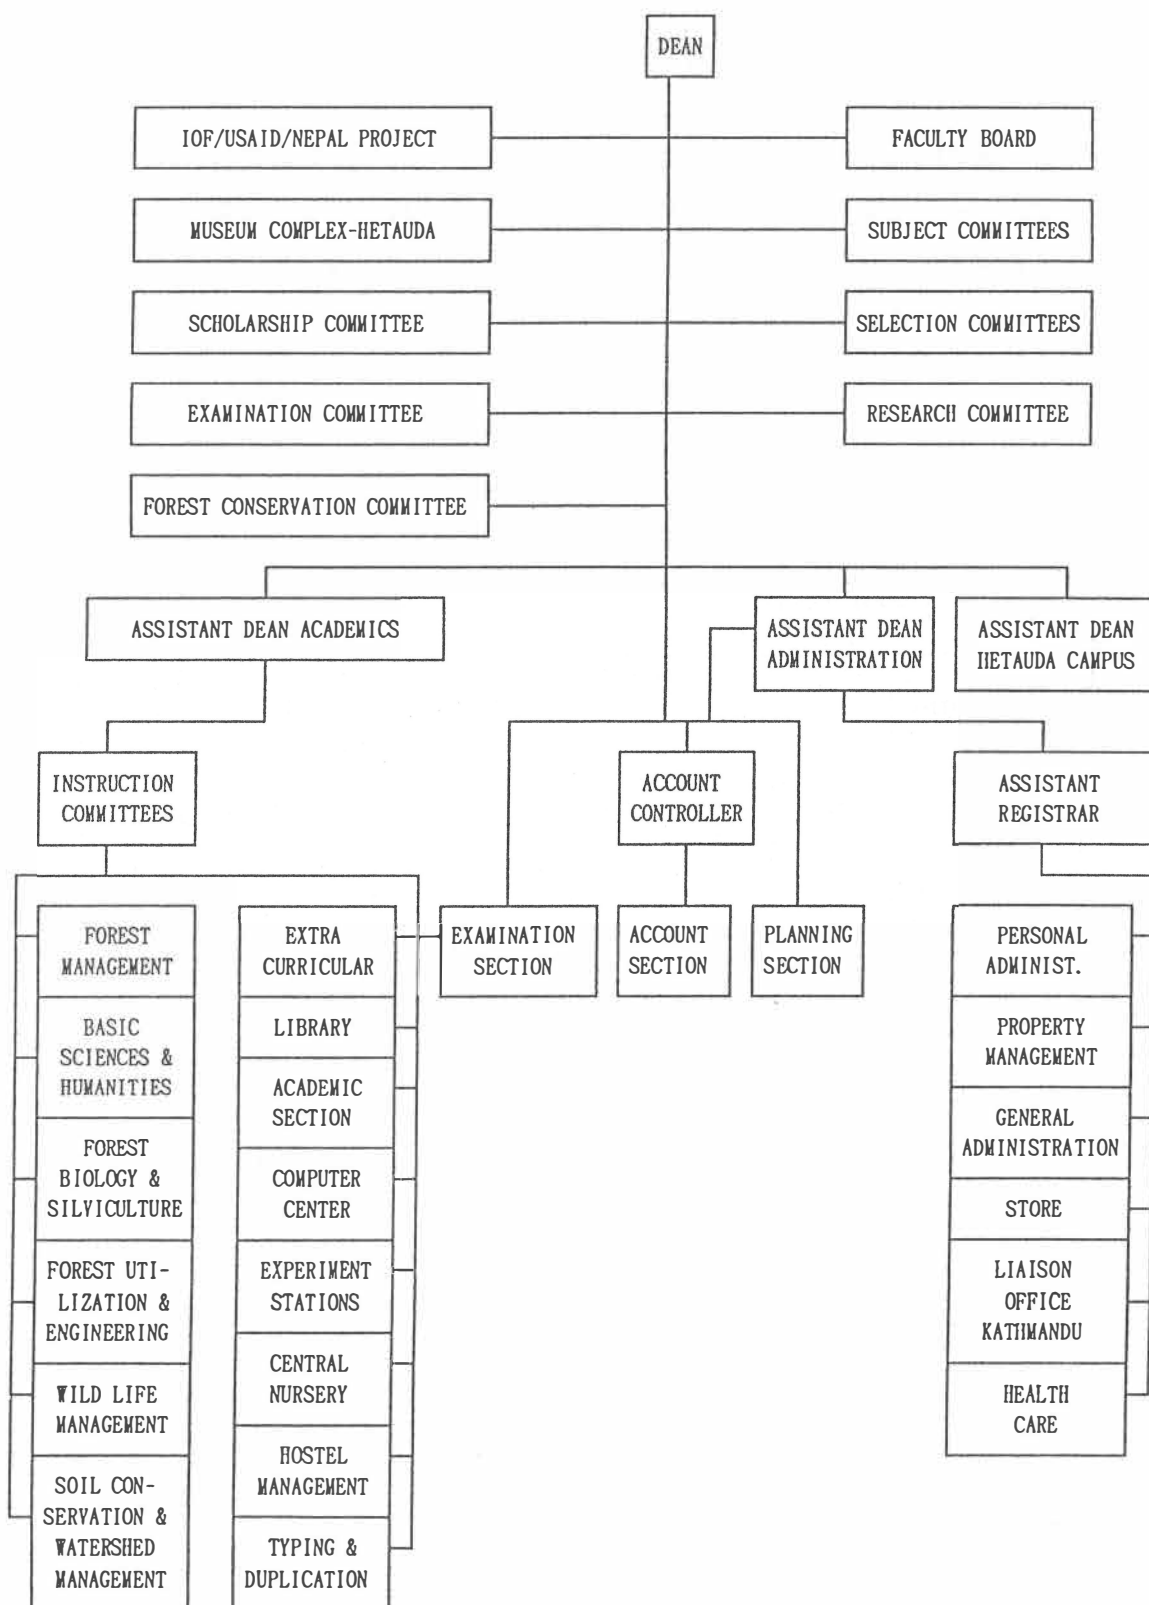 DEAN
IOF/USAID/NEPAL PROJECT
FACULTY BOARD
MUSEUM COMPLEX-HETAUDA
SUBJECT COMMITTEES
SCHOLARSHIP COMMITTEE
SELECTION COMMITTEES
EXAMINATION COMMITTEE
RESEARCH COMMITTEE
FOREST CONSERVATION COMMITTEE
ASSISTANT DEAN ACADEMICS
ASSISTANT DEAN
ADMINISTRATION
ASSISTANT DEAN
HETAUDA CAMPUS
INSTRUCTION
COMMITTEES
ACCOUNT
CONTROLLER
ASSISTANT
REGISTRAR
FOREST
MANAGEMENT
BASIC
SCIENCES &
HUMANITIES
FOREST
BIOLOGY &
SILVICULTURE
FOREST UTI-
LIZATION &
ENGINEERING
WILD LIFE
MANAGEMENT
SOIL CON-
SERVATION &
WATERSHED
MANAGEMENT
EXTRA
CURRICULAR
LIBRARY
ACADEMIC
SECTION
COMPUTER
CENTER
EXPERIMENT
STATIONS
CENTRAL
NURSERY
HOSTEL
MANAGEMENT
TYPING &
DUPLICATION
EXAMINATION
SECTION
ACCOUNT
SECTION
PLANNING
SECTION
PERSONAL
ADMINIST.
PROPERTY
MANAGEMENT
GENERAL
ADMINISTRATION
STORE
LIAISON
OFFICE
KATHMANDU
HEALTH
CARE